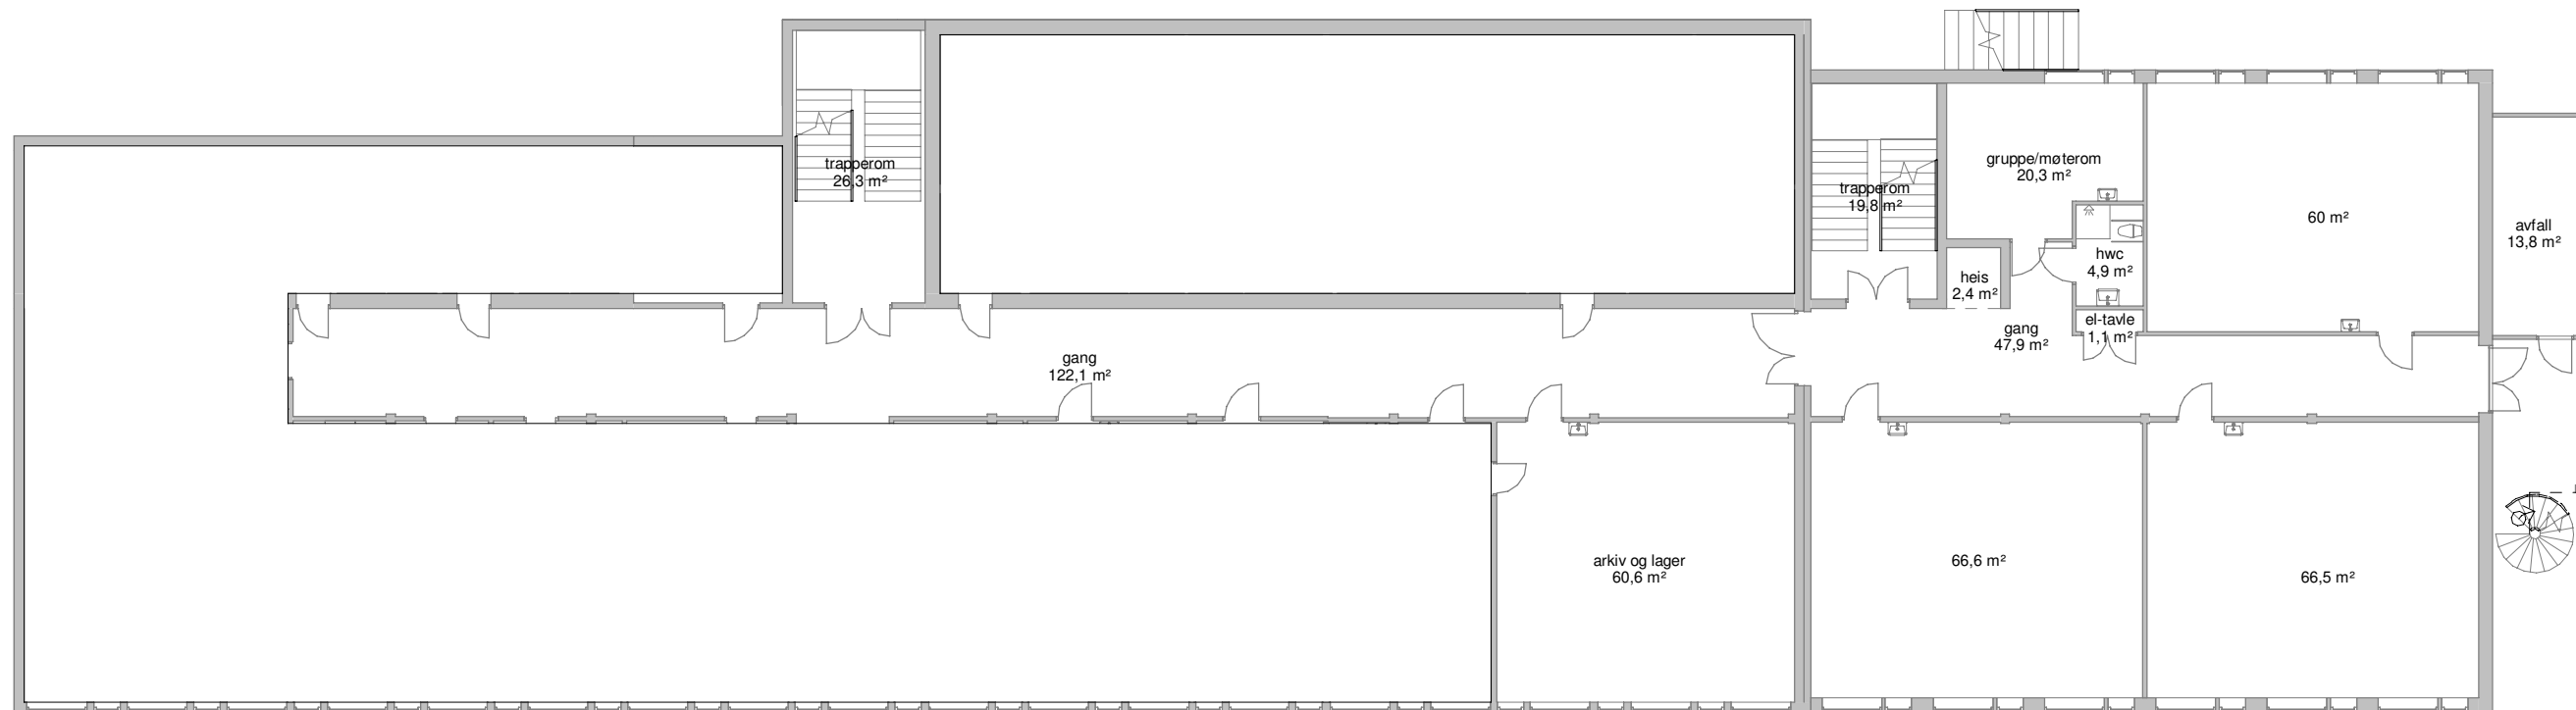 trapperom
26,3 m²
trapperom
19,8 m²
gruppe/møterom
20,3 m²
60 m²
avfall
13,8 m²
hwc
4,9 m²
heis
2,4 m²
el-tavle
1,1 m²
gang
47,9 m²
gang
122,1 m²
arkiv og lager
60,6 m²
66,6 m²
66,5 m²